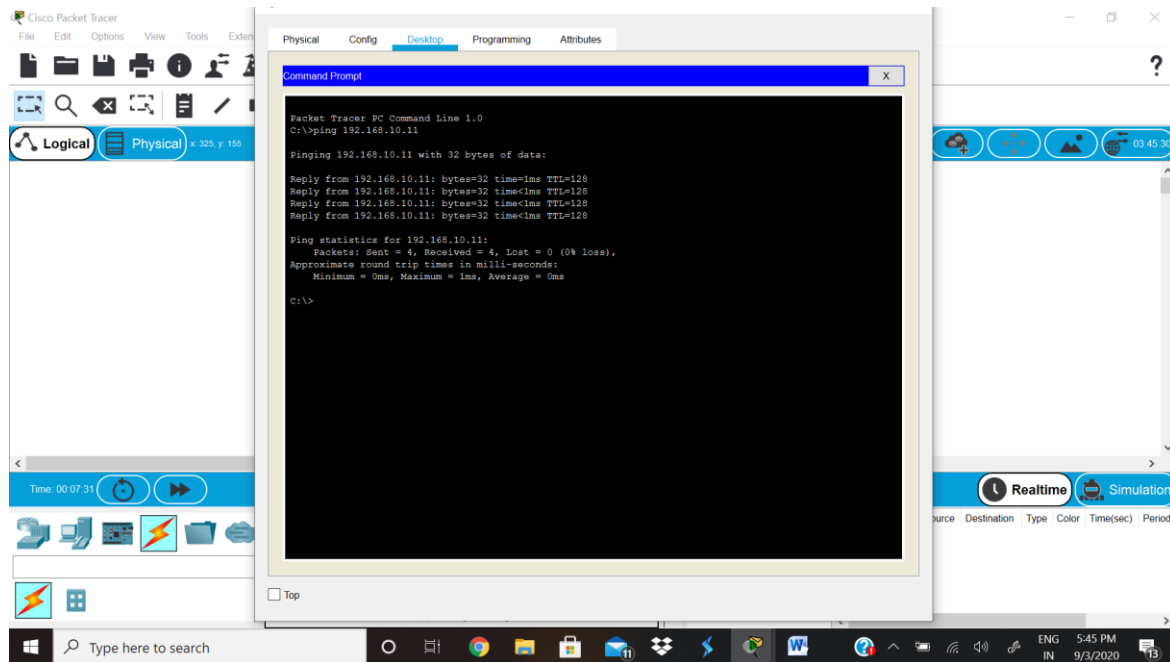 Cisco Packet Tracer
File Edit Options View Tools
Physical Config Desktop Programming Attributes
?
Command Prompt
X
Packet Tracer PC Command Line 1.0
C:\>ping 192.168.10.11
Pinging 192.168.10.11 with 32 bytes of data:
Reply from 192.168.10.11: bytes=32 time=1ms TTL=128
Reply from 192.168.10.11: bytes=32 time<1ms TTL=128
Reply from 192.168.10.11: bytes=32 time<1ms TTL=128
Reply from 192.168.10.11: bytes=32 time<1ms TTL=128
Ping statistics for 192.168.10.11:
Packets: Sent = 4, Received = 4, Lost = 0 (0% loss),
Approximate round trip times in milli-seconds:
Minimum = 0ms, Maximum = 1ms, Average = 0ms
C:\>
Logical Physical x: 325, y: 155
03:45:30
Time: 00:07:31
Realtime Simulation
Destination Type Color Time(sec) Period
Top
Type here to search
11
W
ENG
IN
5:45 PM
9/3/2020
13